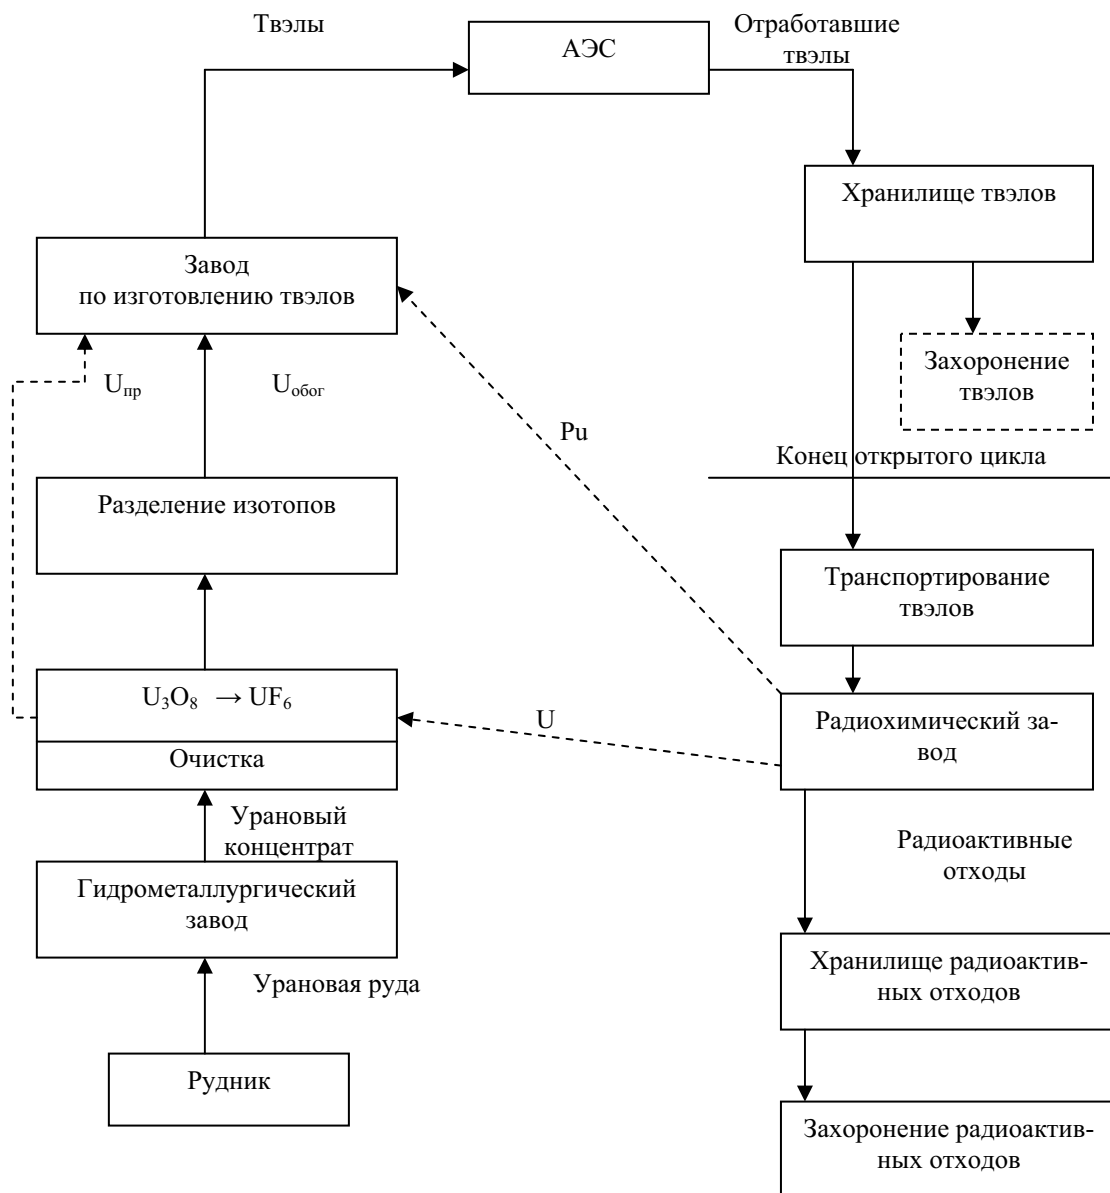 Твэлы
АЭС
Отработавшие
твэлы
Хранилище твэлов
Завод
по изготовлению твэлов
Захоронение
твэлов
Uпр
Uобог
Pu
Конец открытого цикла
Разделение изотопов
Транспортирование
твэлов
U₃O₈ → UF₆
Очистка
U
Радиохимический за-
вод
Урановый
концентрат
Радиоактивные
отходы
Гидрометаллургический
завод
Урановая руда
Хранилище радиоактив-
ных отходов
Рудник
Захоронение радиоактив-
ных отходов